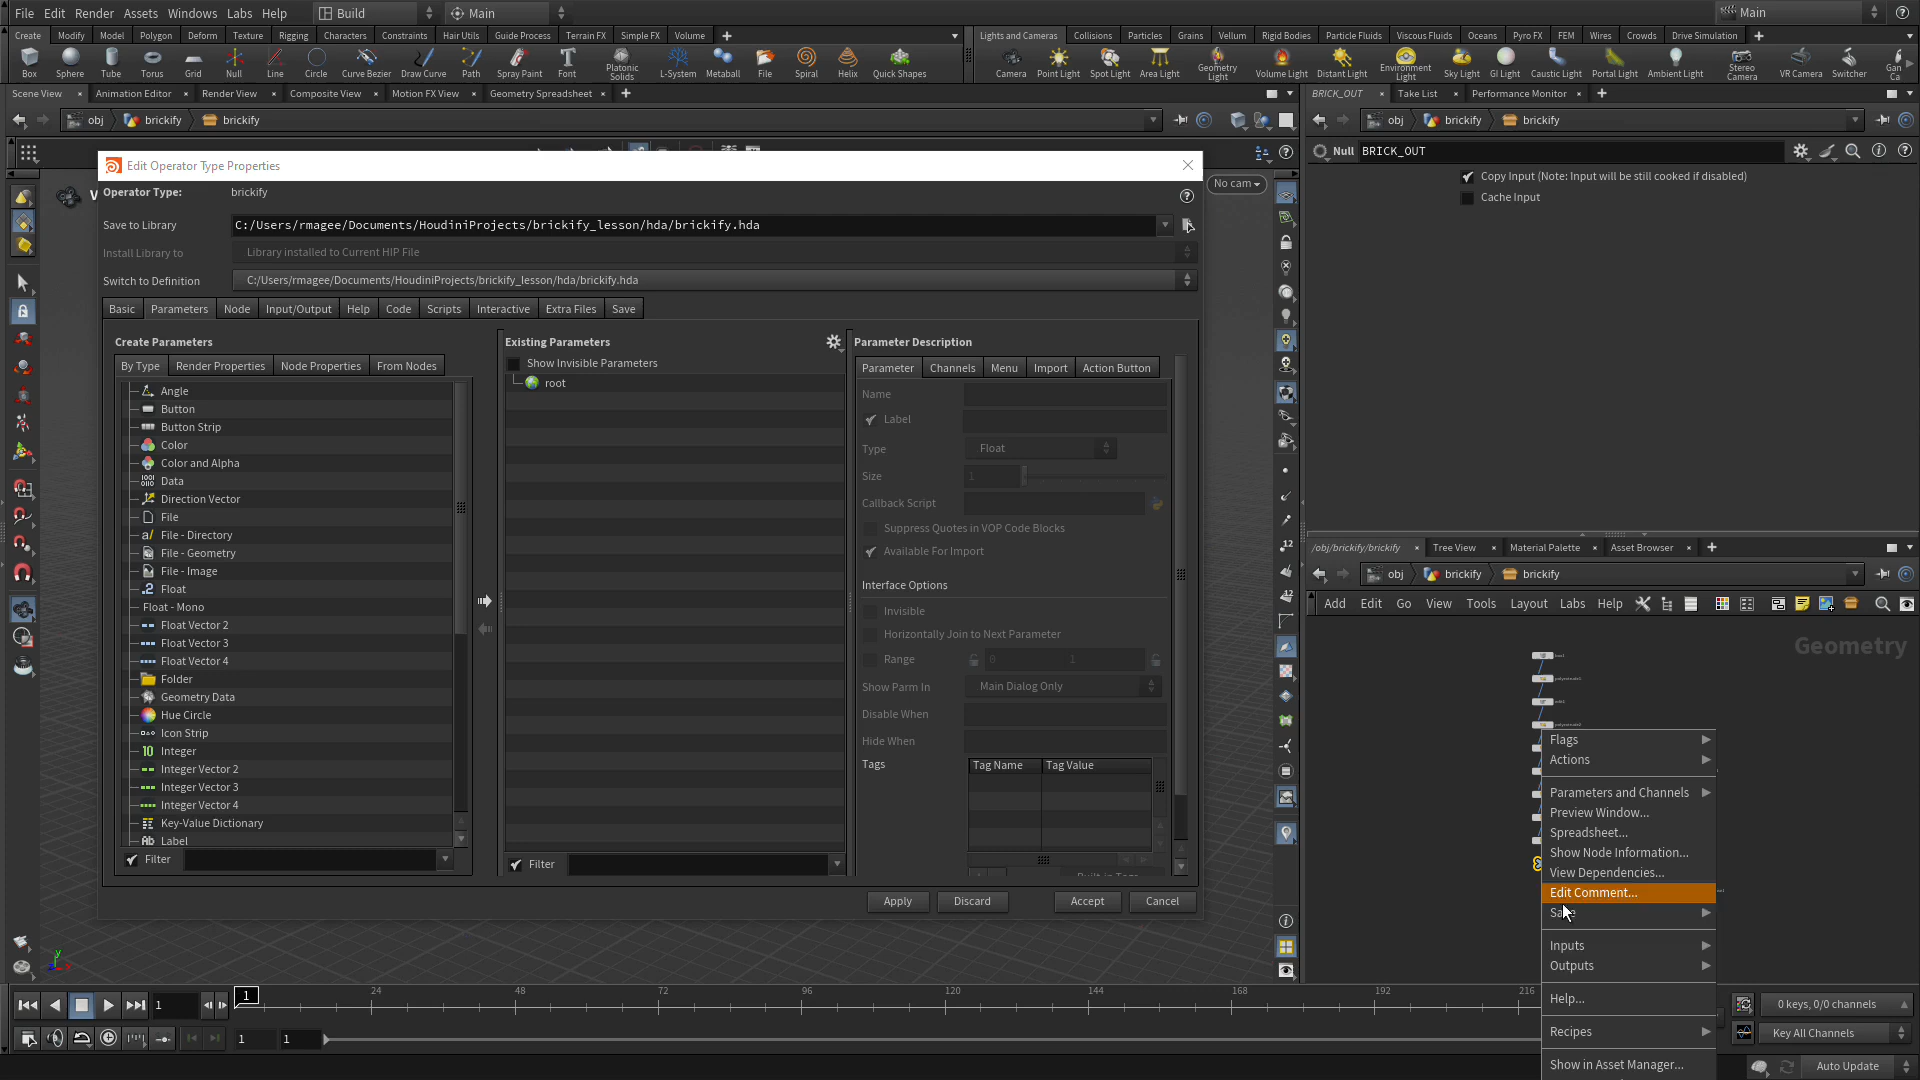 File Edit Render Assets Windows Labs Help Build Main Main
Create Modify Model Polygon Deform Texture Rigging Characters Constraints Hair Utils Guide Process Terrain FX Simple FX Volume
Lights and Cameras Collisions Particles Grains Vellum Rigid Bodies Particle Fluids Viscous Fluids Oceans Pyro FX FEM Wires Crowds Drive Simulation
Box Sphere Tube Torus Grid Null Line Circle Curve Bezier Draw Curve Path Spray Paint Font Platonic Solids L-System Metaball File Spiral Helix Quick Shapes
Camera Point Light Spot Light Area Light Geometry Light Volume Light Distant Light Environment Light Sky Light GI Light Caustic Light Portal Light Ambient Light Stereo Camera VR Camera Switcher Gan Ca
Scene View Animation Editor Render View Composite View Motion FX View Geometry Spreadsheet
BRICK_OUT Take List Performance Monitor
obj brickify brickify
obj brickify brickify
Null BRICK_OUT
Copy Input (Note: Input will be still cooked if disabled)
Cache Input
No cam
Edit Operator Type Properties
Operator Type: brickify
Save to Library C:/Users/rmagee/Documents/HoudiniProjects/brickify_lesson/hda/brickify.hda
Install Library to Library installed to Current HIP File
Switch to Definition C:/Users/rmagee/Documents/HoudiniProjects/brickify_lesson/hda/brickify.hda
Basic Parameters Node Input/Output Help Code Scripts Interactive Extra Files Save
Create Parameters
By Type Render Properties Node Properties From Nodes
Angle
Button
Button Strip
Color
Color and Alpha
Data
Direction Vector
File
File - Directory
File - Geometry
File - Image
Float
Float - Mono
Float Vector 2
Float Vector 3
Float Vector 4
Folder
Geometry Data
Hue Circle
Icon Strip
Integer
Integer Vector 2
Integer Vector 3
Integer Vector 4
Key-Value Dictionary
Label
Filter
Existing Parameters
Show Invisible Parameters
root
Filter
Parameter Description
Parameter Channels Menu Import Action Button
Name
Label
Type Float
Size 1
Callback Script
Suppress Quotes in VOP Code Blocks
Available For Import
Interface Options
Invisible
Horizontally Join to Next Parameter
Range 0 1
Show Parm In Main Dialog Only
Disable When
Hide When
Tags Tag Name Tag Value
Apply Discard Accept Cancel
/obj/brickify/brickify Tree View Material Palette Asset Browser
obj brickify brickify
Add Edit Go View Tools Layout Labs Help
Geometry
Flags
Actions
Parameters and Channels
Preview Window...
Spreadsheet...
Show Node Information...
View Dependencies...
Edit Comment...
Save
Inputs
Outputs
Help...
Recipes
Show in Asset Manager...
1 1 24 48 72 96 120 144 168 192 216
0 keys, 0/0 channels
1 1
Key All Channels
Auto Update